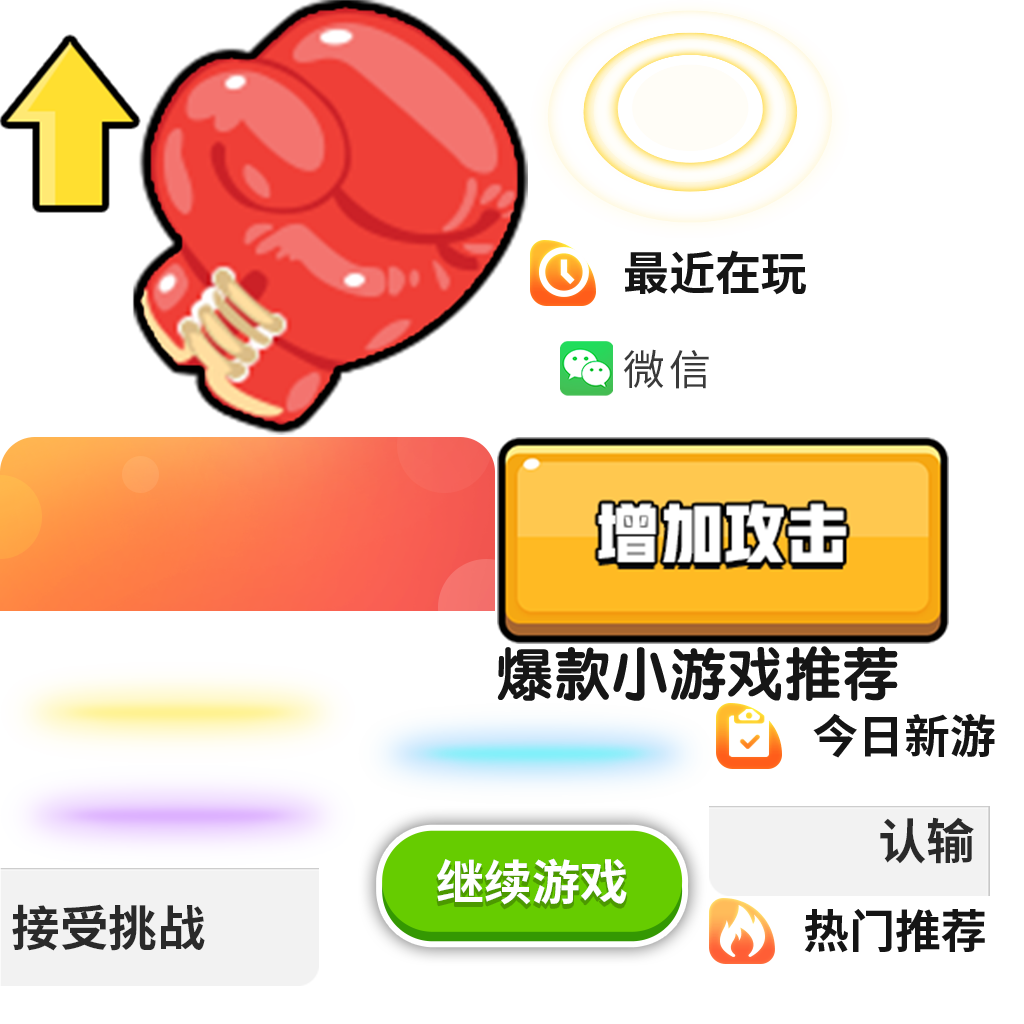 最近在玩
微信
增加攻击
爆款小游戏推荐
今日新游
认输
继续游戏
接受挑战
热门推荐